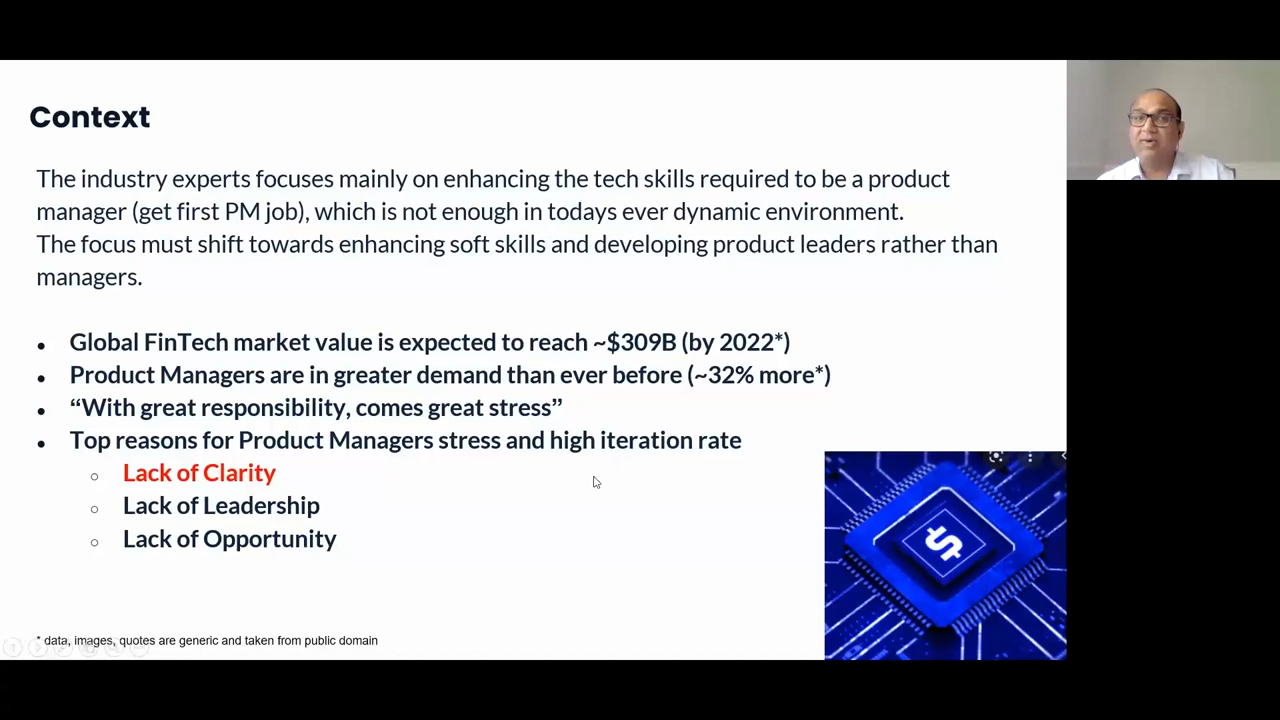 Context
The industry experts focuses mainly on enhancing the tech skills required to be a product
manager (get first PM job), which is not enough in todays ever dynamic environment.
The focus must shift towards enhancing soft skills and developing product leaders rather than
managers.
• Global FinTech market value is expected to reach ~$309B (by 2022*)
• Product Managers are in greater demand than ever before (~32% more*)
• “With great responsibility, comes great stress”
• Top reasons for Product Managers stress and high iteration rate
○ Lack of Clarity
○ Lack of Leadership
○ Lack of Opportunity
$
* data, images, quotes are generic and taken from public domain